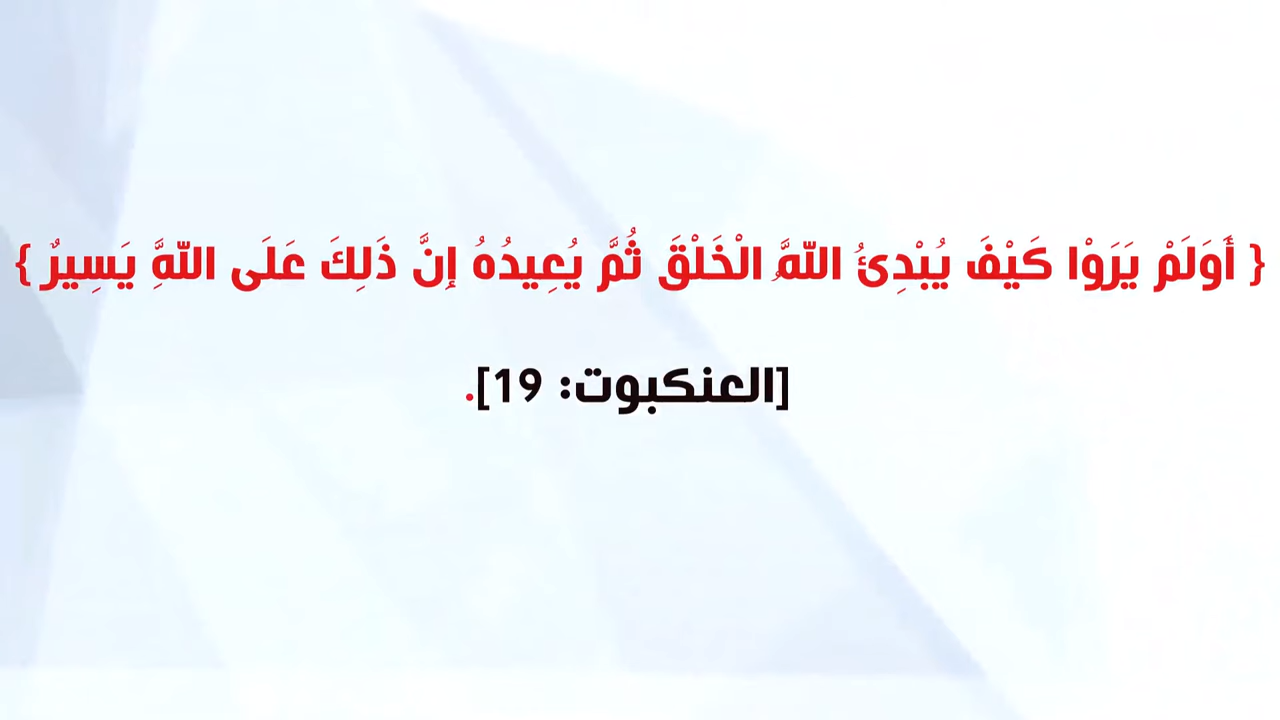 { أَوَلَمْ يَرَوْا كَيْفَ يُبْدِئُ اللَّهُ الْخَلْقَ ثُمَّ يُعِيدُهُ إِنَّ ذَلِكَ عَلَى اللَّهِ يَسِيرٌ }
[العنكبوت: 19].